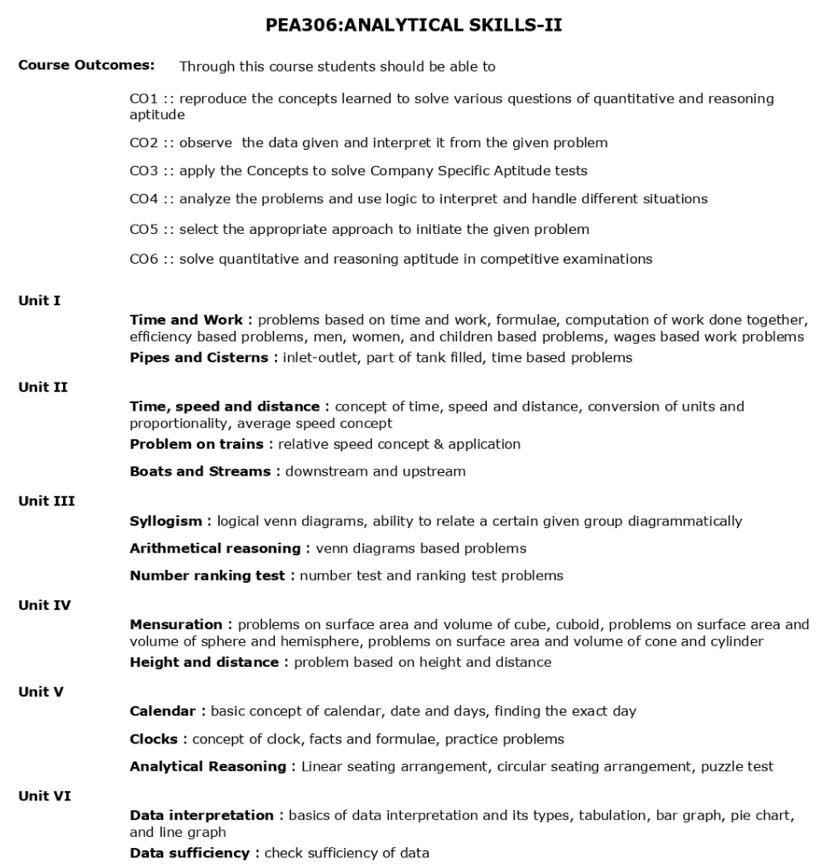 PEA306:ANALYTICAL SKILLS-II
Course Outcomes: Through this course students should be able to
CO1 :: reproduce the concepts learned to solve various questions of quantitative and reasoning
aptitude
CO2 :: observe  the data given and interpret it from the given problem
CO3 :: apply the Concepts to solve Company Specific Aptitude tests
CO4 :: analyze the problems and use logic to interpret and handle different situations
CO5 :: select the appropriate approach to initiate the given problem
CO6 :: solve quantitative and reasoning aptitude in competitive examinations
Unit I
Time and Work : problems based on time and work, formulae, computation of work done together,
efficiency based problems, men, women, and children based problems, wages based work problems
Pipes and Cisterns : inlet-outlet, part of tank filled, time based problems
Unit II
Time, speed and distance : concept of time, speed and distance, conversion of units and
proportionality, average speed concept
Problem on trains : relative speed concept & application
Boats and Streams : downstream and upstream
Unit III
Syllogism : logical venn diagrams, ability to relate a certain given group diagrammatically
Arithmetical reasoning : venn diagrams based problems
Number ranking test : number test and ranking test problems
Unit IV
Mensuration : problems on surface area and volume of cube, cuboid, problems on surface area and
volume of sphere and hemisphere, problems on surface area and volume of cone and cylinder
Height and distance : problem based on height and distance
Unit V
Calendar : basic concept of calendar, date and days, finding the exact day
Clocks : concept of clock, facts and formulae, practice problems
Analytical Reasoning : Linear seating arrangement, circular seating arrangement, puzzle test
Unit VI
Data interpretation : basics of data interpretation and its types, tabulation, bar graph, pie chart,
and line graph
Data sufficiency : check sufficiency of data